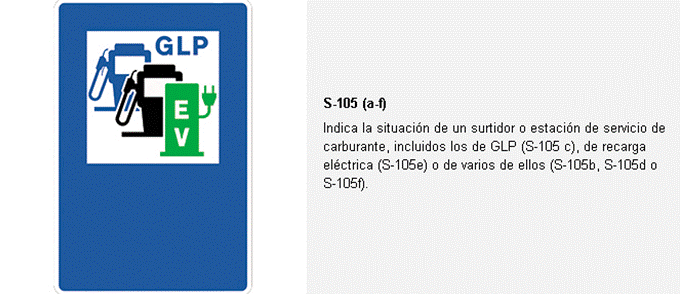 GLP
E
V
S-105 (a-f)
Indica la situación de un surtidor o estación de servicio de
carburante, incluidos los de GLP (S-105 c), de recarga
eléctrica (S-105e) o de varios de ellos (S-105b, S-105d o
S-105f).